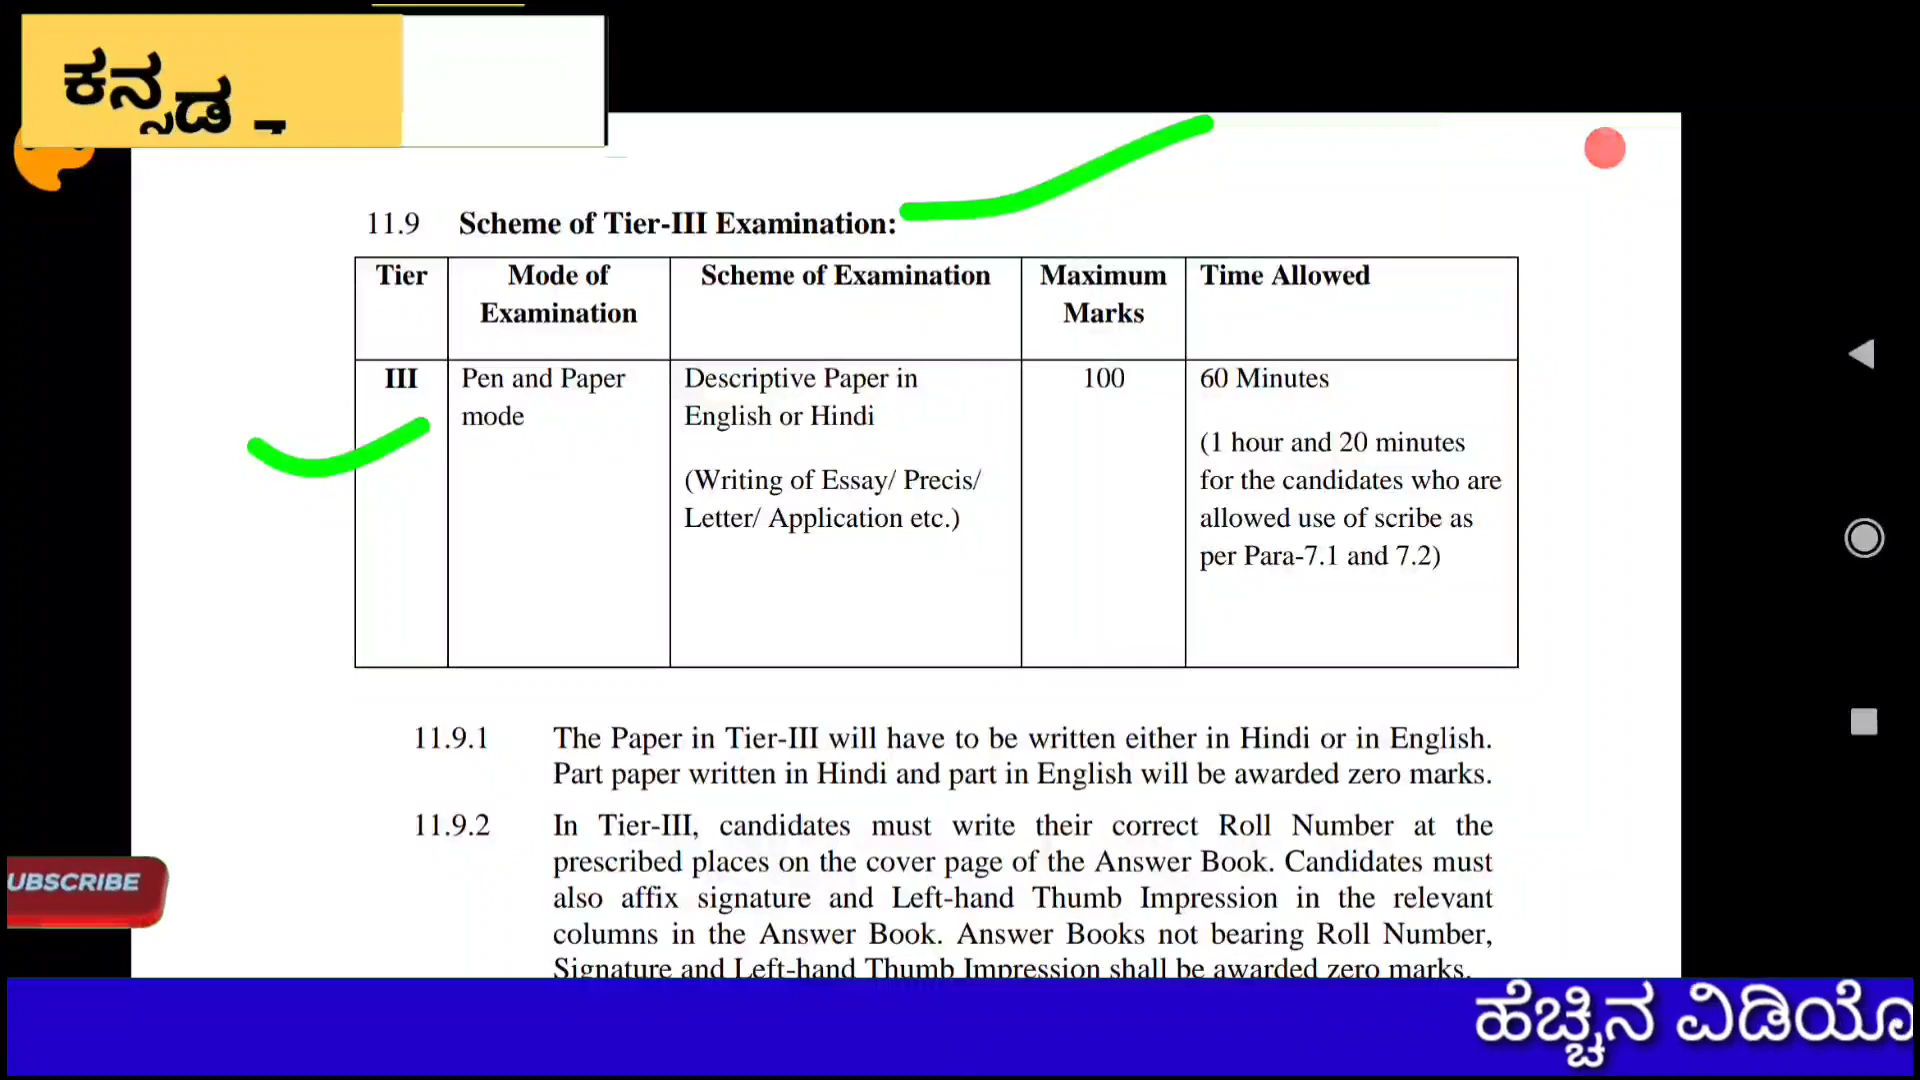 ಕನ್ನಡ
11.9 Scheme of Tier-III Examination:
Tier Mode of Examination Scheme of Examination Maximum Marks Time Allowed
III Pen and Paper mode Descriptive Paper in English or Hindi (Writing of Essay/ Precis/ Letter/ Application etc.) 100 60 Minutes (1 hour and 20 minutes for the candidates who are allowed use of scribe as per Para-7.1 and 7.2)
11.9.1 The Paper in Tier-III will have to be written either in Hindi or in English.
Part paper written in Hindi and part in English will be awarded zero marks.
11.9.2 In Tier-III, candidates must write their correct Roll Number at the
prescribed places on the cover page of the Answer Book. Candidates must
also affix signature and Left-hand Thumb Impression in the relevant
columns in the Answer Book. Answer Books not bearing Roll Number,
Signature and Left-hand Thumb Impression shall be awarded zero marks.
UBSCRIBE
ಹೆಚ್ಚಿನ ವಿಡಿಯೊ